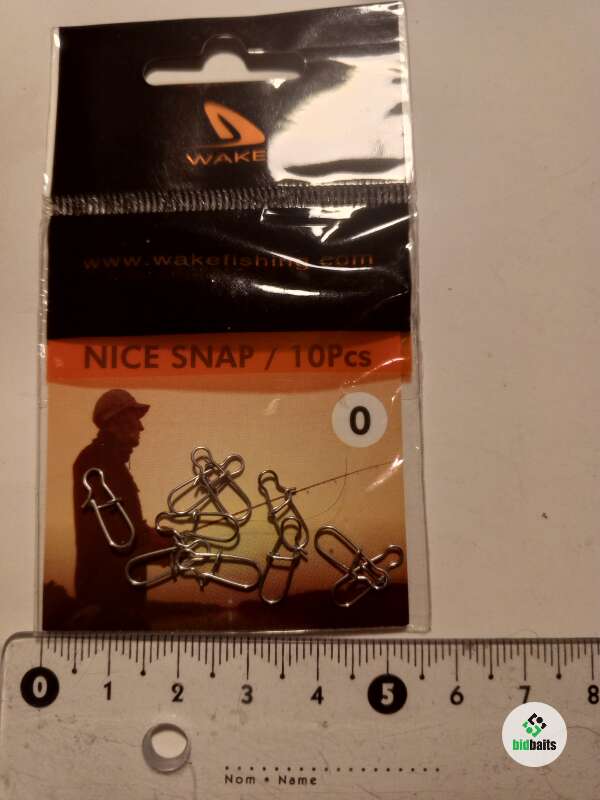 WAKE
www.wakefishing.com
NICE SNAP / 10Pcs
0
0 1 2 3 4 5 6 7 8
bidbaits
Nom • Name